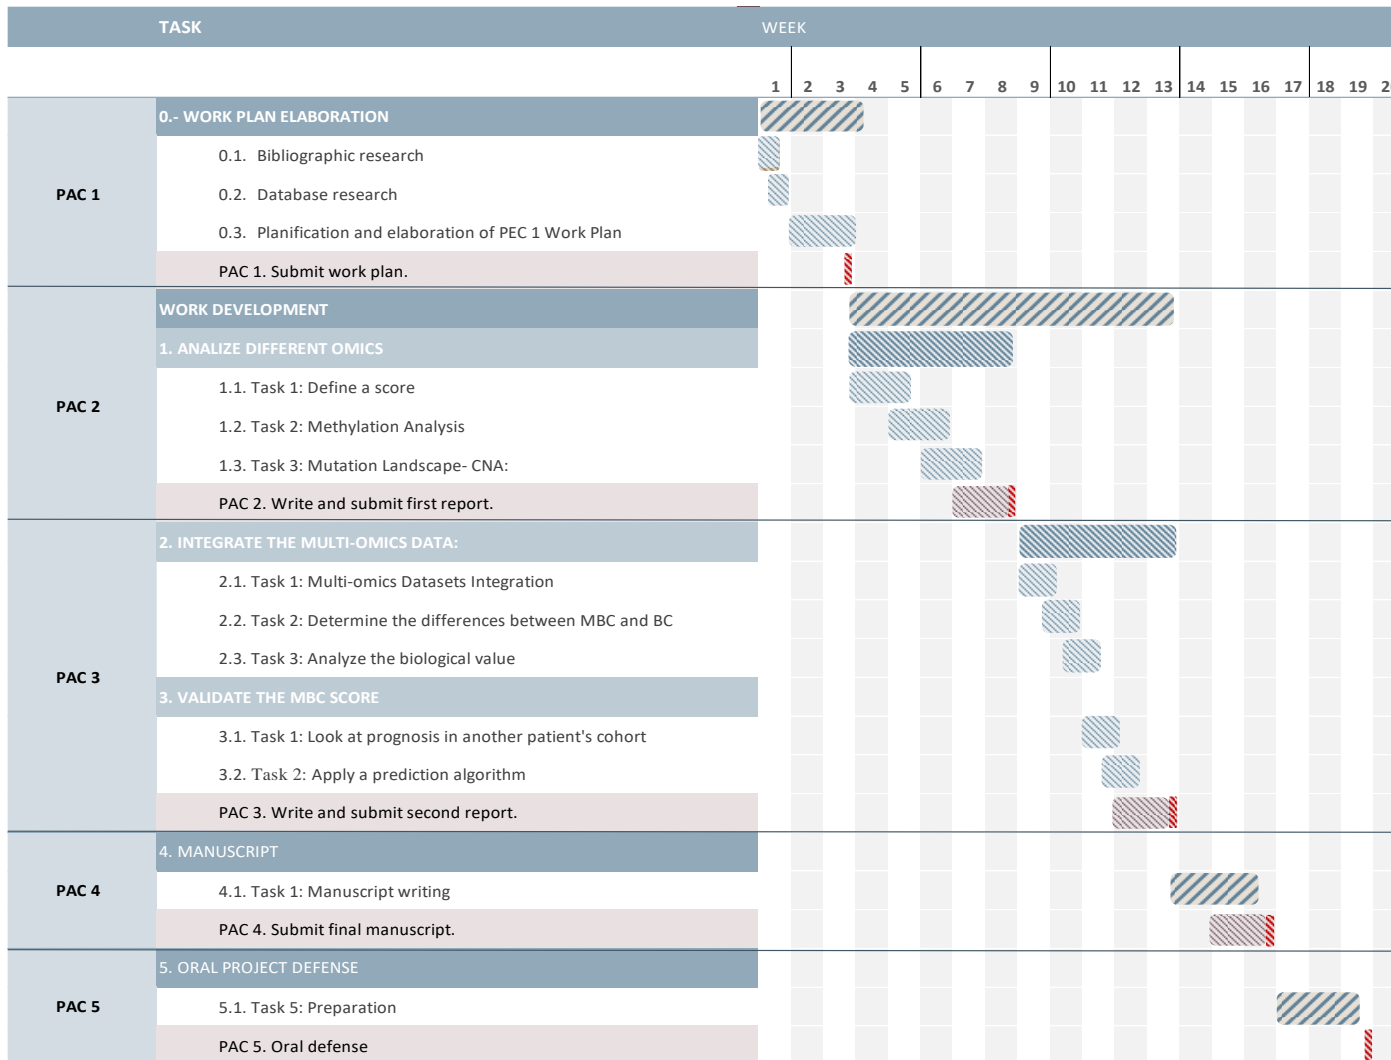 TASK WEEK
1 2 3 4 5 6 7 8 9 10 11 12 13 14 15 16 17 18 19
0.- WORK PLAN ELABORATION
0.1. Bibliographic research
0.2. Database research
PAC 1
0.3. Planification and elaboration of PEC 1 Work Plan
PAC 1. Submit work plan.
WORK DEVELOPMENT
1. ANALIZE DIFFERENT OMICS
1.1. Task 1: Define a score
PAC 2
1.2. Task 2: Methylation Analysis
1.3. Task 3: Mutation Landscape- CNA:
PAC 2. Write and submit first report.
2. INTEGRATE THE MULTI-OMICS DATA:
2.1. Task 1: Multi-omics Datasets Integration
2.2. Task 2: Determine the differences between MBC and BC
2.3. Task 3: Analyze the biological value
PAC 3
3. VALIDATE THE MBC SCORE
3.1. Task 1: Look at prognosis in another patient's cohort
3.2. Task 2: Apply a prediction algorithm
PAC 3. Write and submit second report.
4. MANUSCRIPT
PAC 4
4.1. Task 1: Manuscript writing
PAC 4. Submit final manuscript.
5. ORAL PROJECT DEFENSE
PAC 5
5.1. Task 5: Preparation
PAC 5. Oral defense